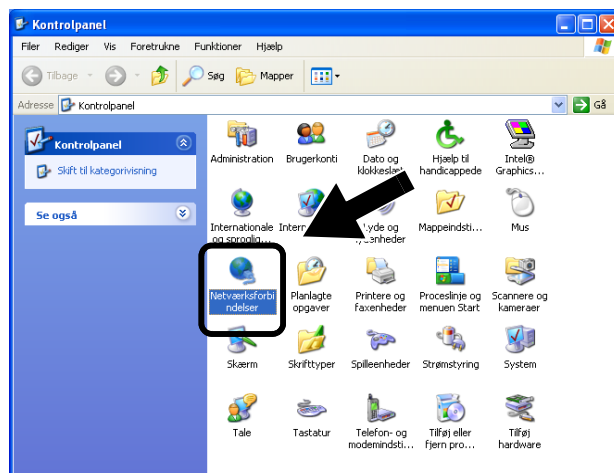 Kontrolpanel
Filer Rediger Vis Foretrukne Funktioner Hjælp
Tilbage Søg Mapper
Adresse Kontrolpanel Gå
Kontrolpanel
Skift til kategorivisning
Se også
Administration Brugerkonti Dato og klokkeslæt Hjælp til handicappede Intel® Graphics...
Internationale og sproglig... Intern Lyde og lydenheder Mappeindsti... Mus
Netværksforbi
ndelser
Planlagte opgaver Printere og faxenheder Proceslinje og menuen Start Scannere og kameraer
Skærm Skrifttyper Spilleenheder Strømstyring System
Tale Tastatur Telefon- og modemindsti... Tilføj eller fjern pro... Tilføj hardware